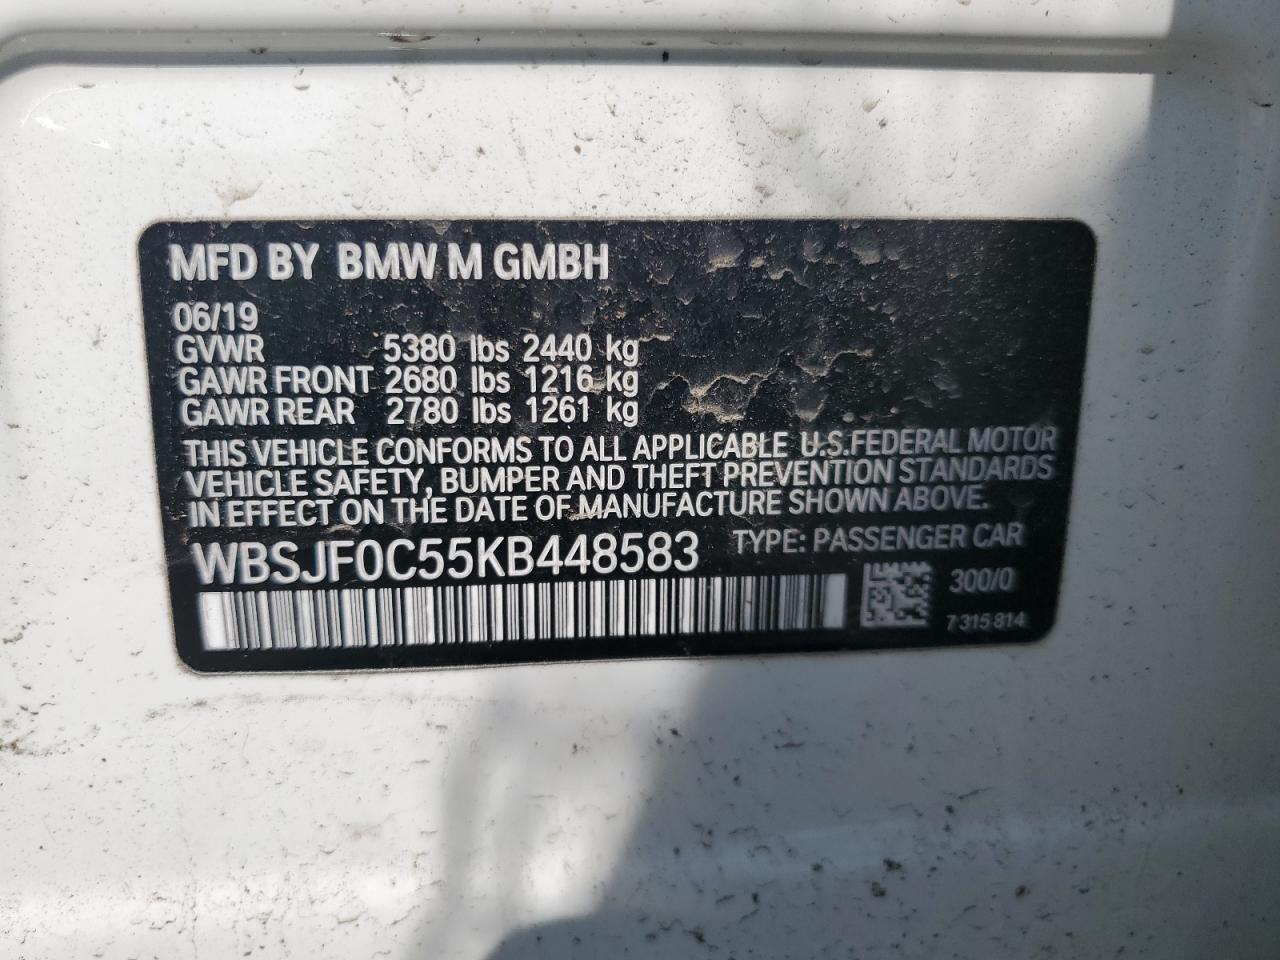 MFD BY BMW M GMBH
06/19
GVWR 5380 lbs 2440 kg
GAWR FRONT 2680 lbs 1216 kg
GAWR REAR 2780 lbs 1261 kg
THIS VEHICLE CONFORMS TO ALL APPLICABLE U.S.FEDERAL MOTOR
VEHICLE SAFETY, BUMPER AND THEFT PREVENTION STANDARDS
IN EFFECT ON THE DATE OF MANUFACTURE SHOWN ABOVE.
WBSJF0C55KB448583 TYPE: PASSENGER CAR
300/0
7 315 814